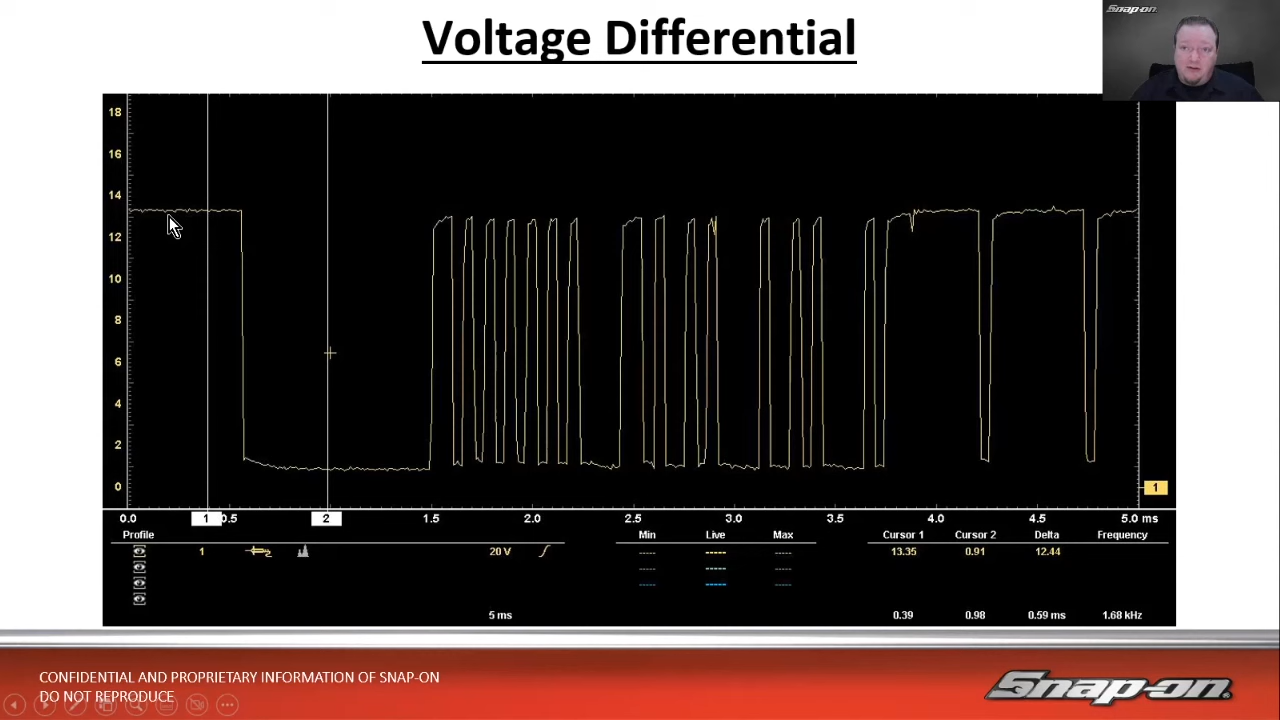 Voltage Differential
Snap-on
18
16
14
12
10
8
6
4
2
0
1
0.0 1 0.5 2 1.5 2.0 2.5 3.0 3.5 4.0 4.5 5.0 ms
Profile Min Live Max Cursor 1 Cursor 2 Delta Frequency
1 20 V ----- ----- ----- 13.35 0.91 12.44
----- ----- -----
----- ----- -----
5 ms 0.39 0.98 0.59 ms 1.68 kHz
CONFIDENTIAL AND PROPRIETARY INFORMATION OF SNAP-ON
DO NOT REPRODUCE
Snap-on